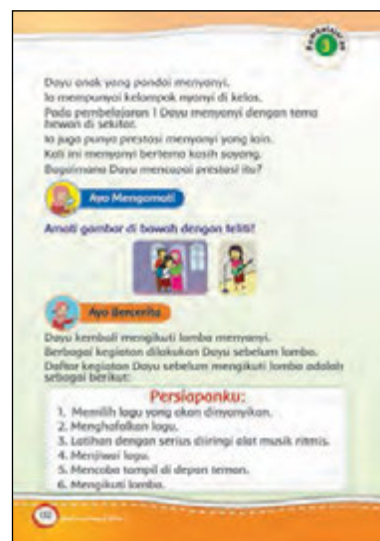 Pembelajaran
3
Dayu anak yang pandai menyanyi.
Ia mempunyai kelompok nyanyi di kelas.
Pada pembelajaran 1 Dayu menyanyi dengan tema
hewan di sekitar.
Ia juga punya prestasi menyanyi yang lain.
Kali ini menyanyi bertema kasih sayang.
Bagaimana Dayu mencapai prestasi itu?
Ayo Mengamati
Amati gambar di bawah dengan teliti!
Ayo Bercerita
Dayu kembali mengikuti lomba menyanyi.
Berbagai kegiatan dilakukan Dayu sebelum lomba.
Daftar kegiatan Dayu sebelum mengikuti lomba adalah
sebagai berikut:
Persiapanku:
1. Memilih lagu yang akan dinyanyikan.
2. Menghafalkan lagu.
3. Latihan dengan serius diiringi alat musik ritmis.
4. Menjiwai lagu.
5. Mencoba tampil di depan teman.
6. Mengikuti lomba.